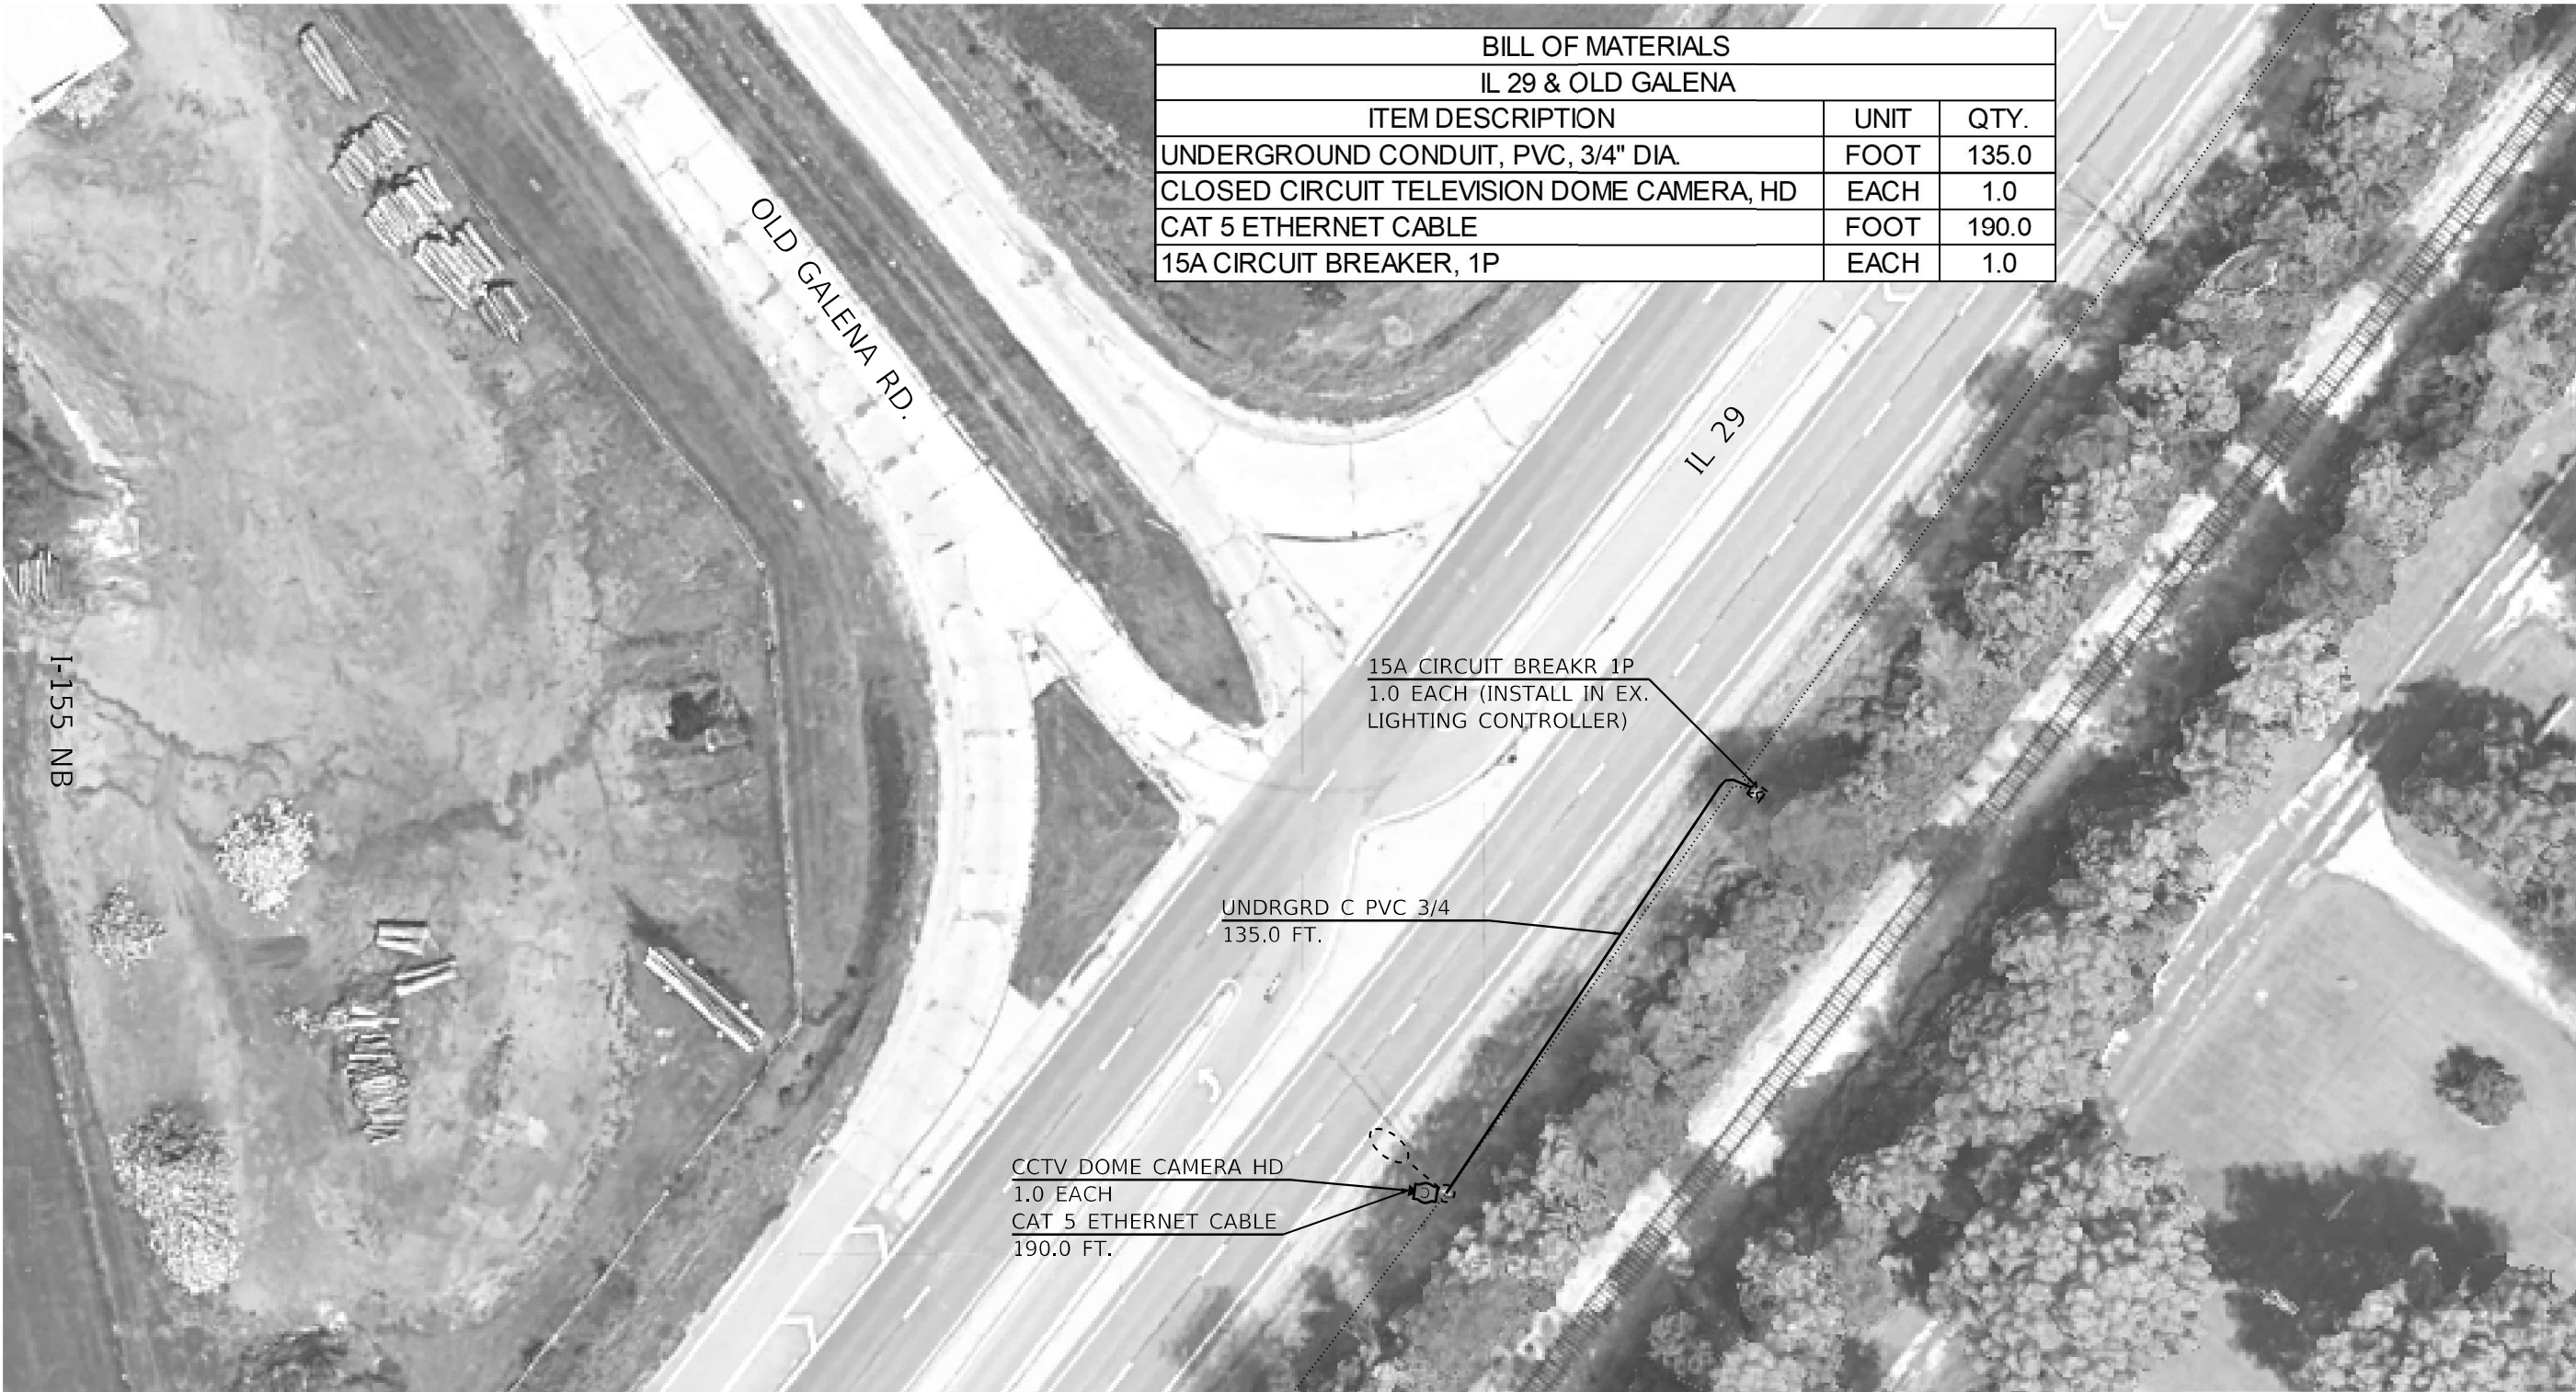 BILL OF MATERIALS
IL 29 & OLD GALENA
ITEM DESCRIPTION UNIT QTY.
UNDERGROUND CONDUIT, PVC, 3/4" DIA. FOOT 135.0
CLOSED CIRCUIT TELEVISION DOME CAMERA, HD EACH 1.0
CAT 5 ETHERNET CABLE FOOT 190.0
15A CIRCUIT BREAKER, 1P EACH 1.0
OLD GALENA RD.
IL 29
I-155 NB
15A CIRCUIT BREAKR 1P
1.0 EACH (INSTALL IN EX.
LIGHTING CONTROLLER)
UNDRGRD C PVC 3/4
135.0 FT.
CCTV DOME CAMERA HD
1.0 EACH
CAT 5 ETHERNET CABLE
190.0 FT.